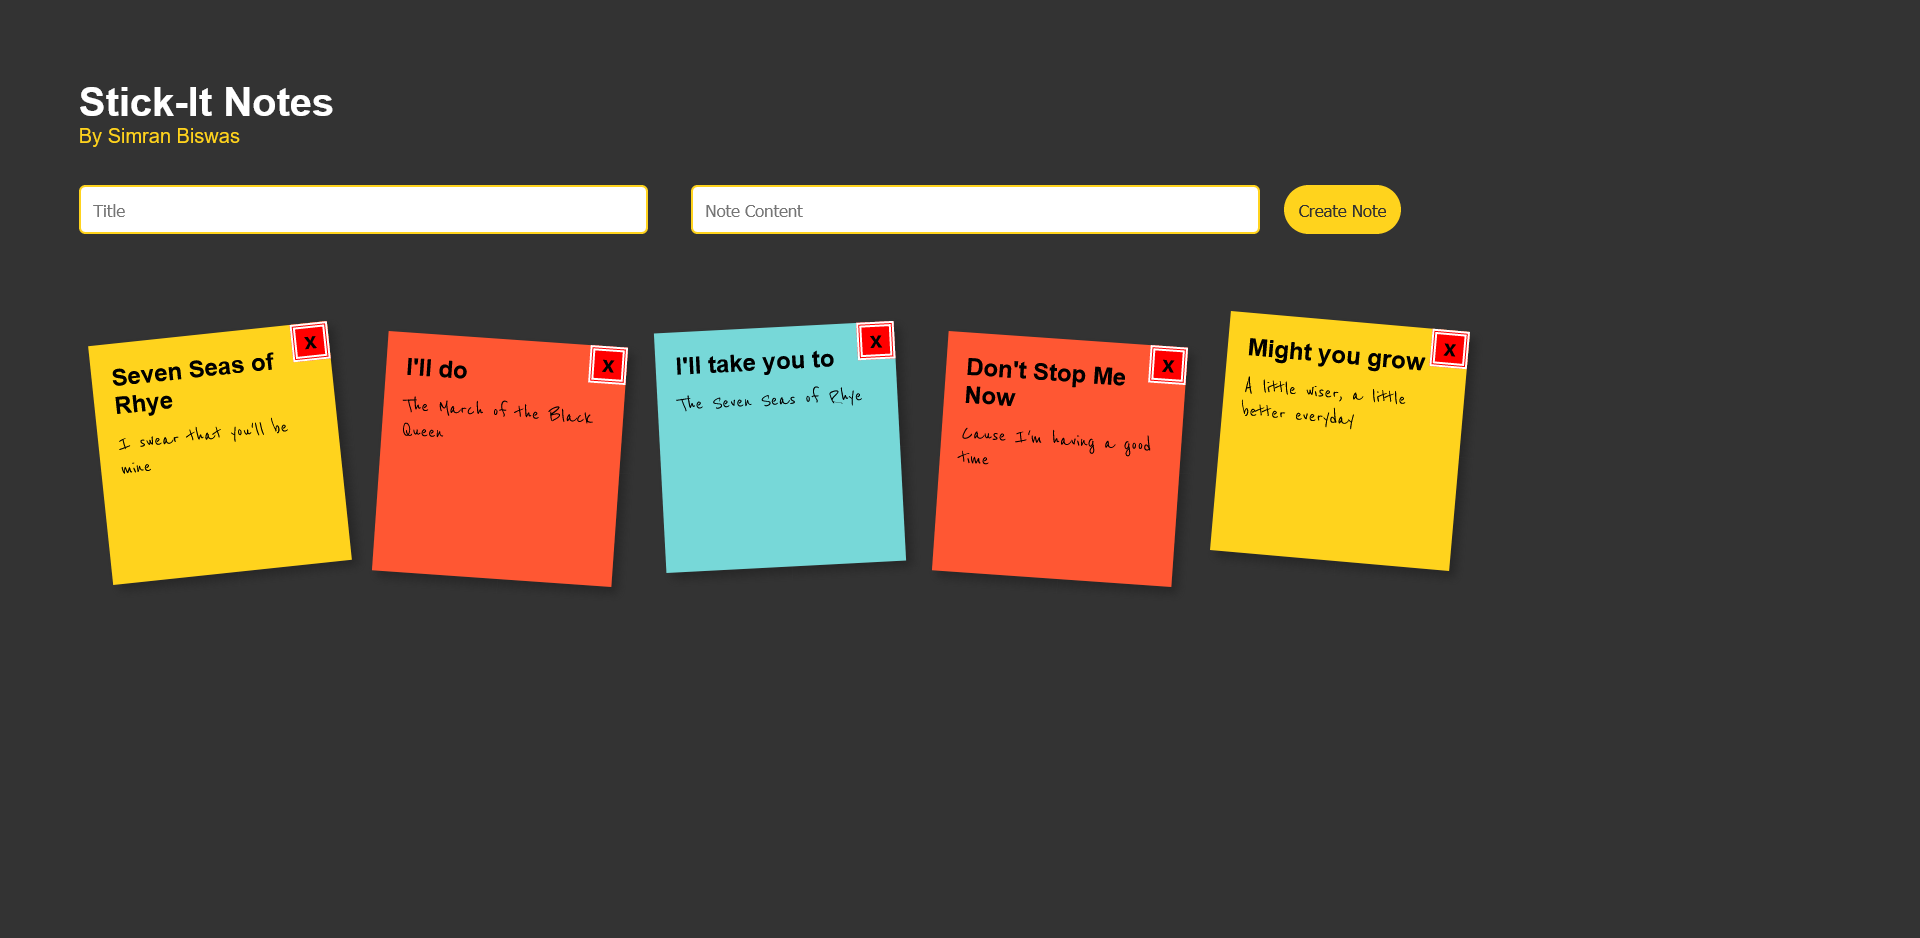 Stick-It Notes
By Simran Biswas
Title
Note Content
Create Note
x
Seven Seas of
Rhye
I swear that you'll be
mine
x
I'll do
The March of the Black
Queen
x
I'll take you to
The Seven Seas of Rhye
x
Don't Stop Me
Now
Cause I'm having a good
time
x
Might you grow
A little wiser, a little
better everyday